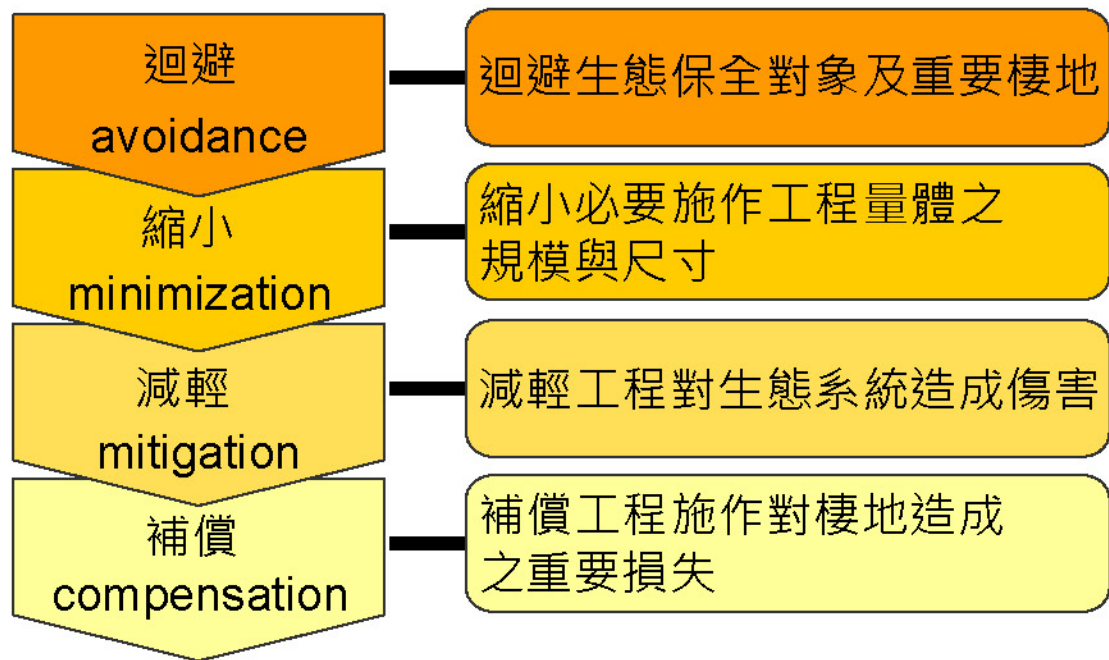 迴避
avoidance
迴避生態保全對象及重要棲地
縮小
minimization
縮小必要施作工程量體之
規模與尺寸
減輕
mitigation
減輕工程對生態系統造成傷害
補償
compensation
補償工程施作對棲地造成
之重要損失